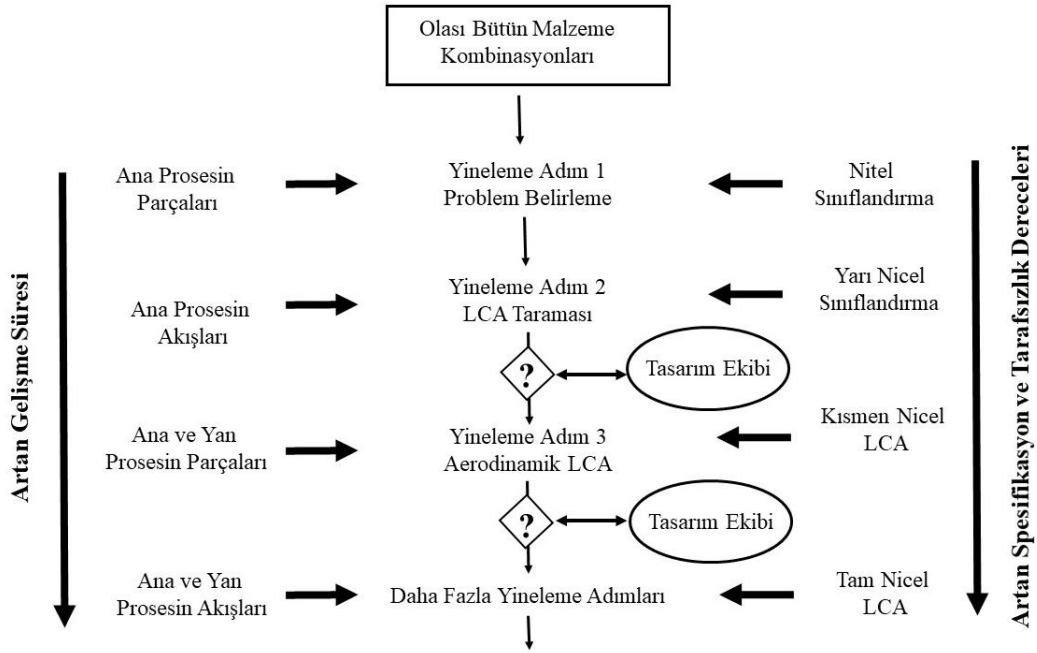 Olası Bütün Malzeme
Kombinasyonları
Ana Prosesin
Parçaları
Yineleme Adım 1
Problem Belirleme
Nitel
Sınıflandırma
Ana Prosesin
Akışları
Yineleme Adım 2
LCA Taraması
Yarı Nicel
Sınıflandırma
?
Tasarım Ekibi
Ana ve Yan
Prosesin Parçaları
Yineleme Adım 3
Aerodinamik LCA
Kısmen Nicel
LCA
?
Tasarım Ekibi
Ana ve Yan
Prosesin Akışları
Daha Fazla Yineleme Adımları
Tam Nicel
LCA
Artan Gelişme Süresi
Artan Spesifikasyon ve Tarafsızlık Dereceleri